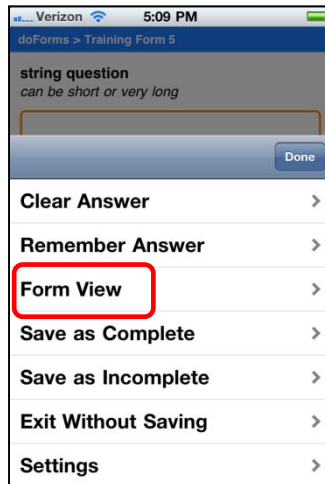 Verizon 5:09 PM
doForms > Training Form 5
string question
can be short or very long
Done
Clear Answer
Remember Answer
Form View
Save as Complete
Save as Incomplete
Exit Without Saving
Settings